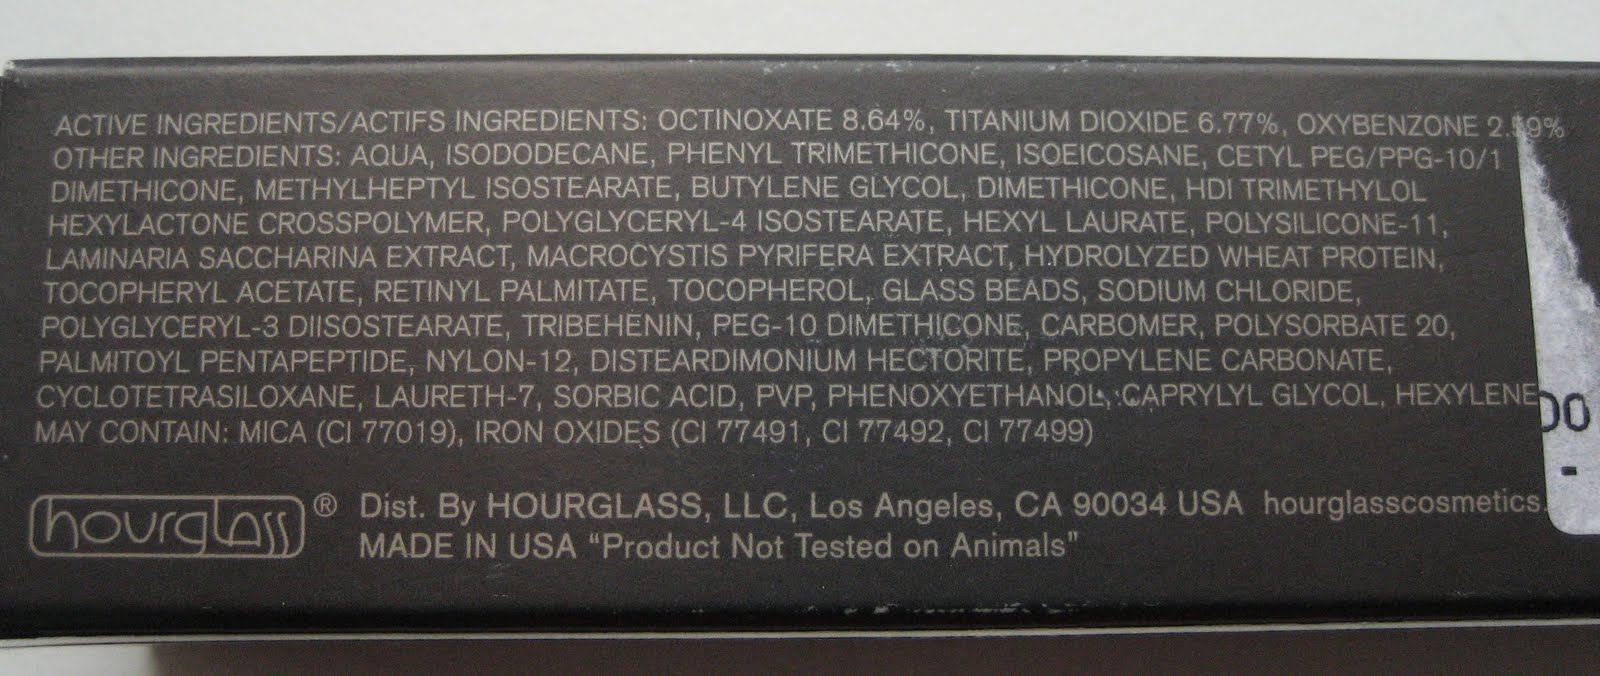 ACTIVE INGREDIENTS/ACTIFS INGREDIENTS: OCTINOXATE 8.64%, TITANIUM DIOXIDE 6.77%, OXYBENZONE 2.59%
OTHER INGREDIENTS: AQUA, ISODODECANE, PHENYL TRIMETHICONE, ISOEICOSANE, CETYL PEG/PPG-10/1
DIMETHICONE, METHYLHEPTYL ISOSTEARATE, BUTYLENE GLYCOL, DIMETHICONE, HDI TRIMETHYLOL
HEXYLACTONE CROSSPOLYMER, POLYGLYCERYL-4 ISOSTEARATE, HEXYL LAURATE, POLYSILICONE-11,
LAMINARIA SACCHARINA EXTRACT, MACROCYSTIS PYRIFERA EXTRACT, HYDROLYZED WHEAT PROTEIN,
TOCOPHERYL ACETATE, RETINYL PALMITATE, TOCOPHEROL, GLASS BEADS, SODIUM CHLORIDE,
POLYGLYCERYL-3 DIISOSTEARATE, TRIBEHENIN, PEG-10 DIMETHICONE, CARBOMER, POLYSORBATE 20,
PALMITOYL PENTAPEPTIDE, NYLON-12, DISTEARDIMONIUM HECTORITE, PROPYLENE CARBONATE,
CYCLOTETRASILOXANE, LAURETH-7, SORBIC ACID, PVP, PHENOXYETHANOL, CAPRYLYL GLYCOL, HEXYLENE
MAY CONTAIN: MICA (CI 77019), IRON OXIDES (CI 77491, CI 77492, CI 77499)
hourglass® Dist. By HOURGLASS, LLC, Los Angeles, CA 90034 USA hourglasscosmetics.
MADE IN USA "Product Not Tested on Animals"